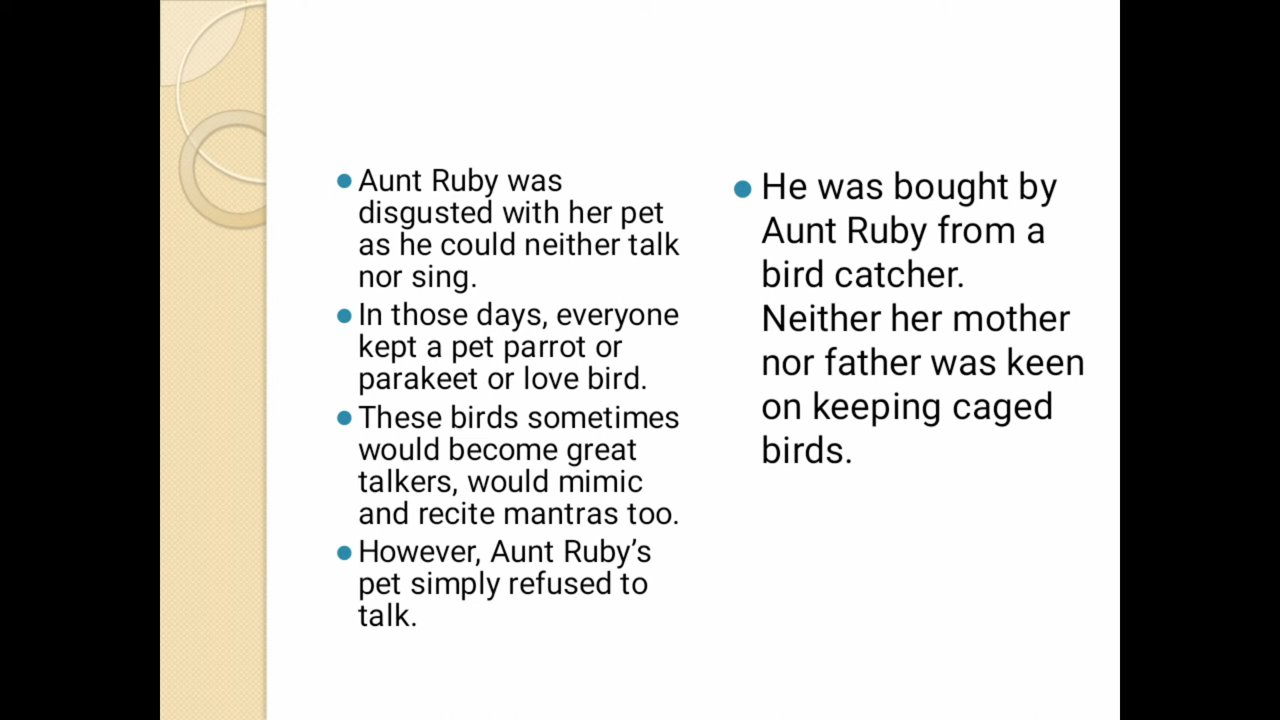 Aunt Ruby was
disgusted with her pet
as he could neither talk
nor sing.
In those days, everyone
kept a pet parrot or
parakeet or love bird.
These birds sometimes
would become great
talkers, would mimic
and recite mantras too.
However, Aunt Ruby’s
pet simply refused to
talk.
He was bought by
Aunt Ruby from a
bird catcher.
Neither her mother
nor father was keen
on keeping caged
birds.